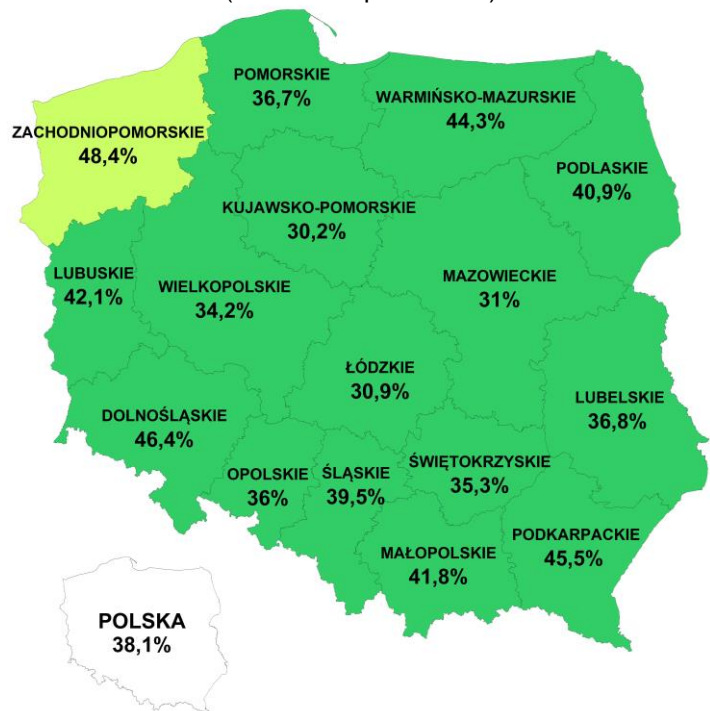 POMORSKIE
36,7%
WARMIŃSKO-MAZURSKIE
44,3%
ZACHODNIOPOMORSKIE
48,4%
PODLASKIE
40,9%
KUJAWSKO-POMORSKIE
30,2%
LUBUSKIE
42,1%
WIELKOPOLSKIE
34,2%
MAZOWIECKIE
31%
ŁÓDZKIE
30,9%
LUBELSKIE
36,8%
DOLNOŚLĄSKIE
46,4%
OPOLSKIE
36%
ŚLĄSKIE
39,5%
ŚWIĘTOKRZYSKIE
35,3%
MAŁOPOLSKIE
41,8%
PODKARPACKIE
45,5%
POLSKA
38,1%